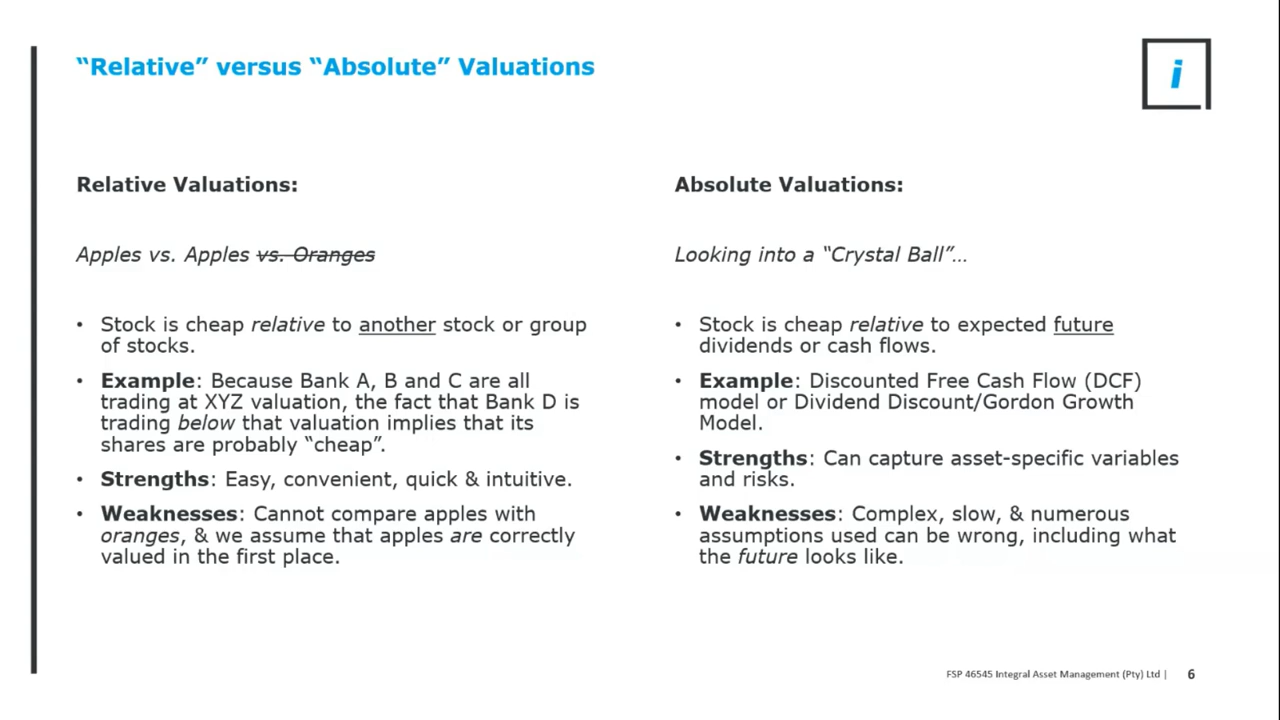 “Relative” versus “Absolute” Valuations
i
Relative Valuations:
Apples vs. Apples vs. Oranges
• Stock is cheap relative to another stock or group
of stocks.
• Example: Because Bank A, B and C are all
trading at XYZ valuation, the fact that Bank D is
trading below that valuation implies that its
shares are probably “cheap”.
• Strengths: Easy, convenient, quick & intuitive.
• Weaknesses: Cannot compare apples with
oranges, & we assume that apples are correctly
valued in the first place.
Absolute Valuations:
Looking into a “Crystal Ball”…
• Stock is cheap relative to expected future
dividends or cash flows.
• Example: Discounted Free Cash Flow (DCF)
model or Dividend Discount/Gordon Growth
Model.
• Strengths: Can capture asset-specific variables
and risks.
• Weaknesses: Complex, slow, & numerous
assumptions used can be wrong, including what
the future looks like.
FSP 46545 Integral Asset Management (Pty) Ltd | 6